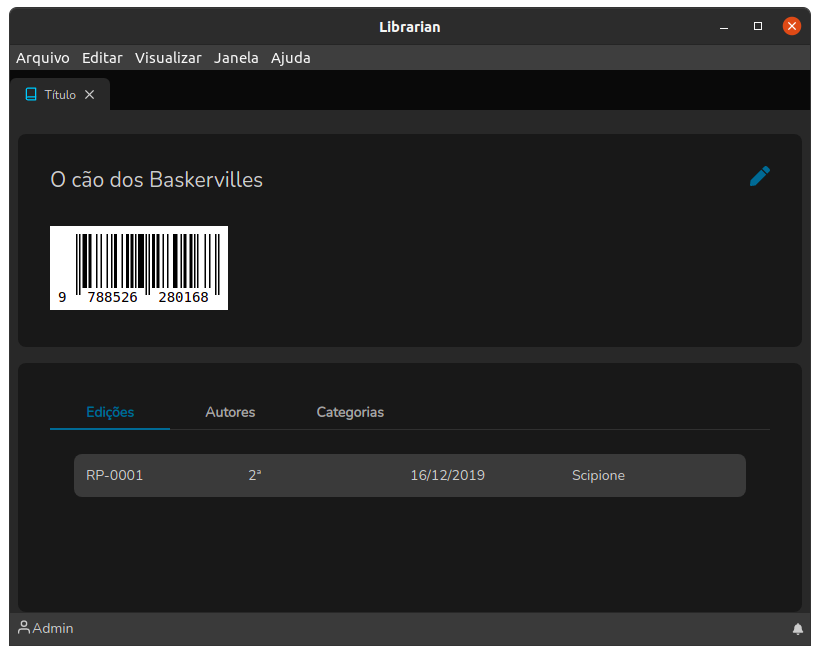 Librarian
Arquivo Editar Visualizar Janela Ajuda
Título
O cão dos Baskervilles
9 788526 280168
Edições Autores Categorias
RP-0001 2ª 16/12/2019 Scipione
Admin